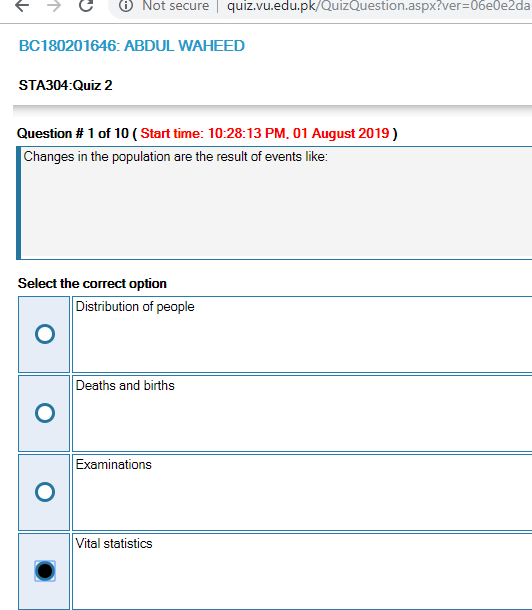 Not secure | quiz.vu.edu.pk/QuizQuestion.aspx?ver=06e0e2da
BC180201646: ABDUL WAHEED
STA304:Quiz 2
Question # 1 of 10 ( Start time: 10:28:13 PM, 01 August 2019 )
Changes in the population are the result of events like:
Select the correct option
Distribution of people
Deaths and births
Examinations
Vital statistics